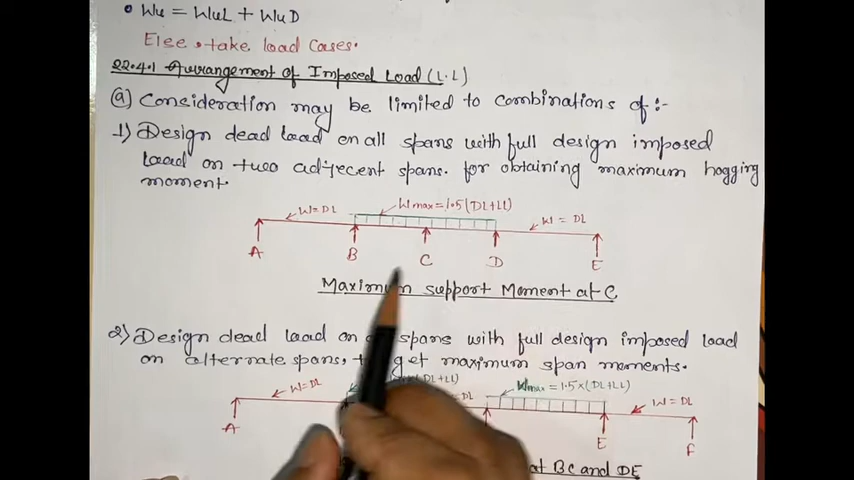 • Wu = WuL + WuD
Else, take load cases.
22.4.1 Arrangement of Imposed Load (L.L)
(a) Consideration may be limited to combinations of :-
1) Design dead load on all spans with full design imposed
load on two adjecent spans. for obtaining maximum hogging
moment.
W=DL Wmax=1.5(DL+LL) W = DL
A B C D E
Maximum support Moment at C
2) Design dead load on spans with full design imposed load
on alternate spans, get maximum span moments.
W=DL DL+LL) =DL Wmax=1.5×(DL+LL) W = DL
A E F
at BC and DE